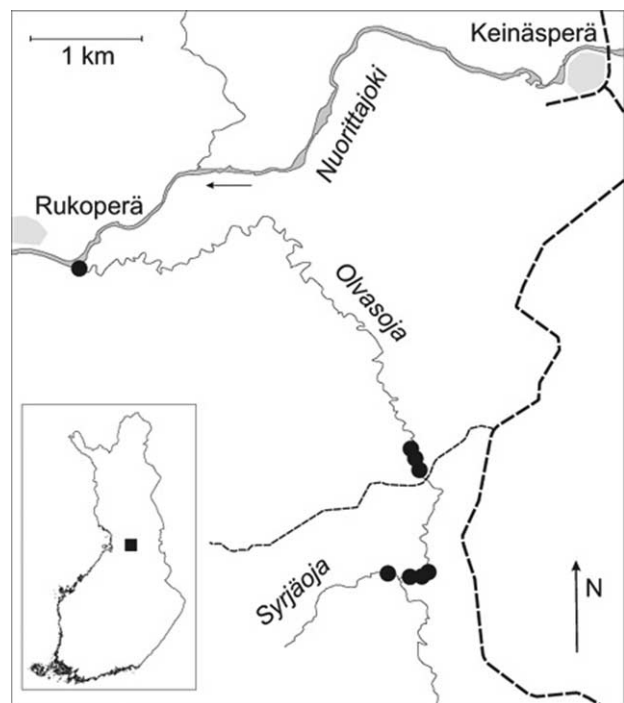 Keinäsperä
1 km
Nuorittajoki
Rukoperä
Olvasoja
Syrjäoja
N